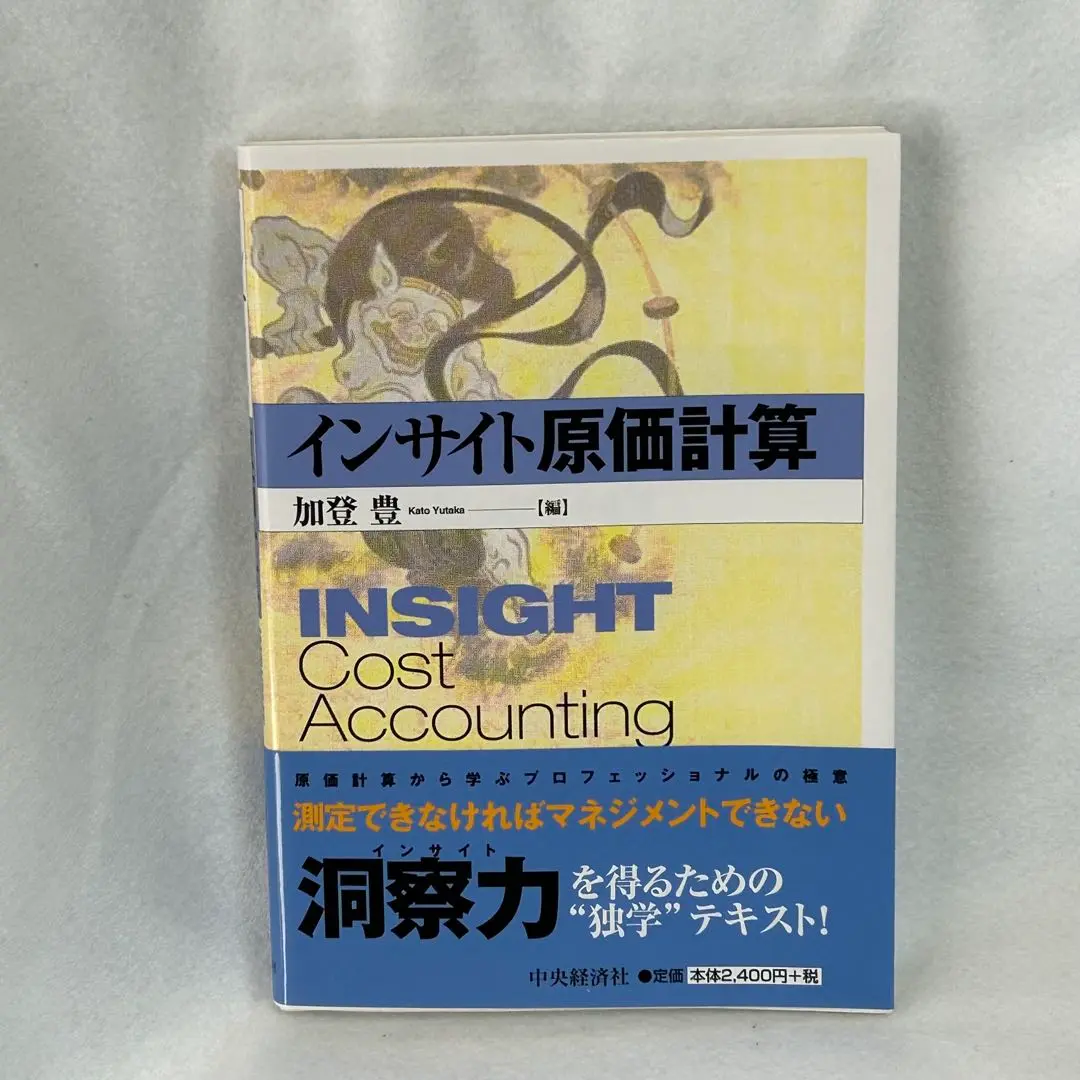 インサイト原価計算
加登 豊 Kato Yutaka 【編】
INSIGHT
Cost
Accounting
原価計算から学ぶプロフェッショナルの極意
測定できなければマネジメントできない
インサイト
洞察力を得るための
“独学”テキスト!
中央経済社 ●定価 本体2,400円+税